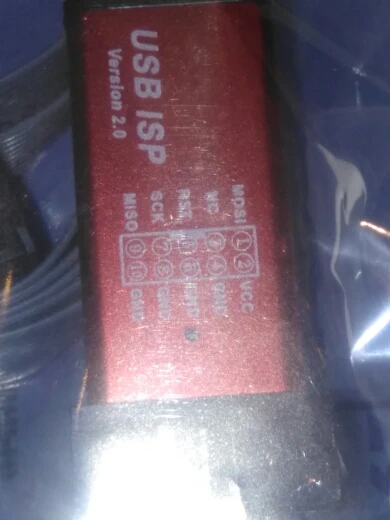 USB ISP
Version 2.0
MOSI NC RST SCK MISO
1 3 5 7 9
2 4 6 8 10
VCC GND GND GND GND